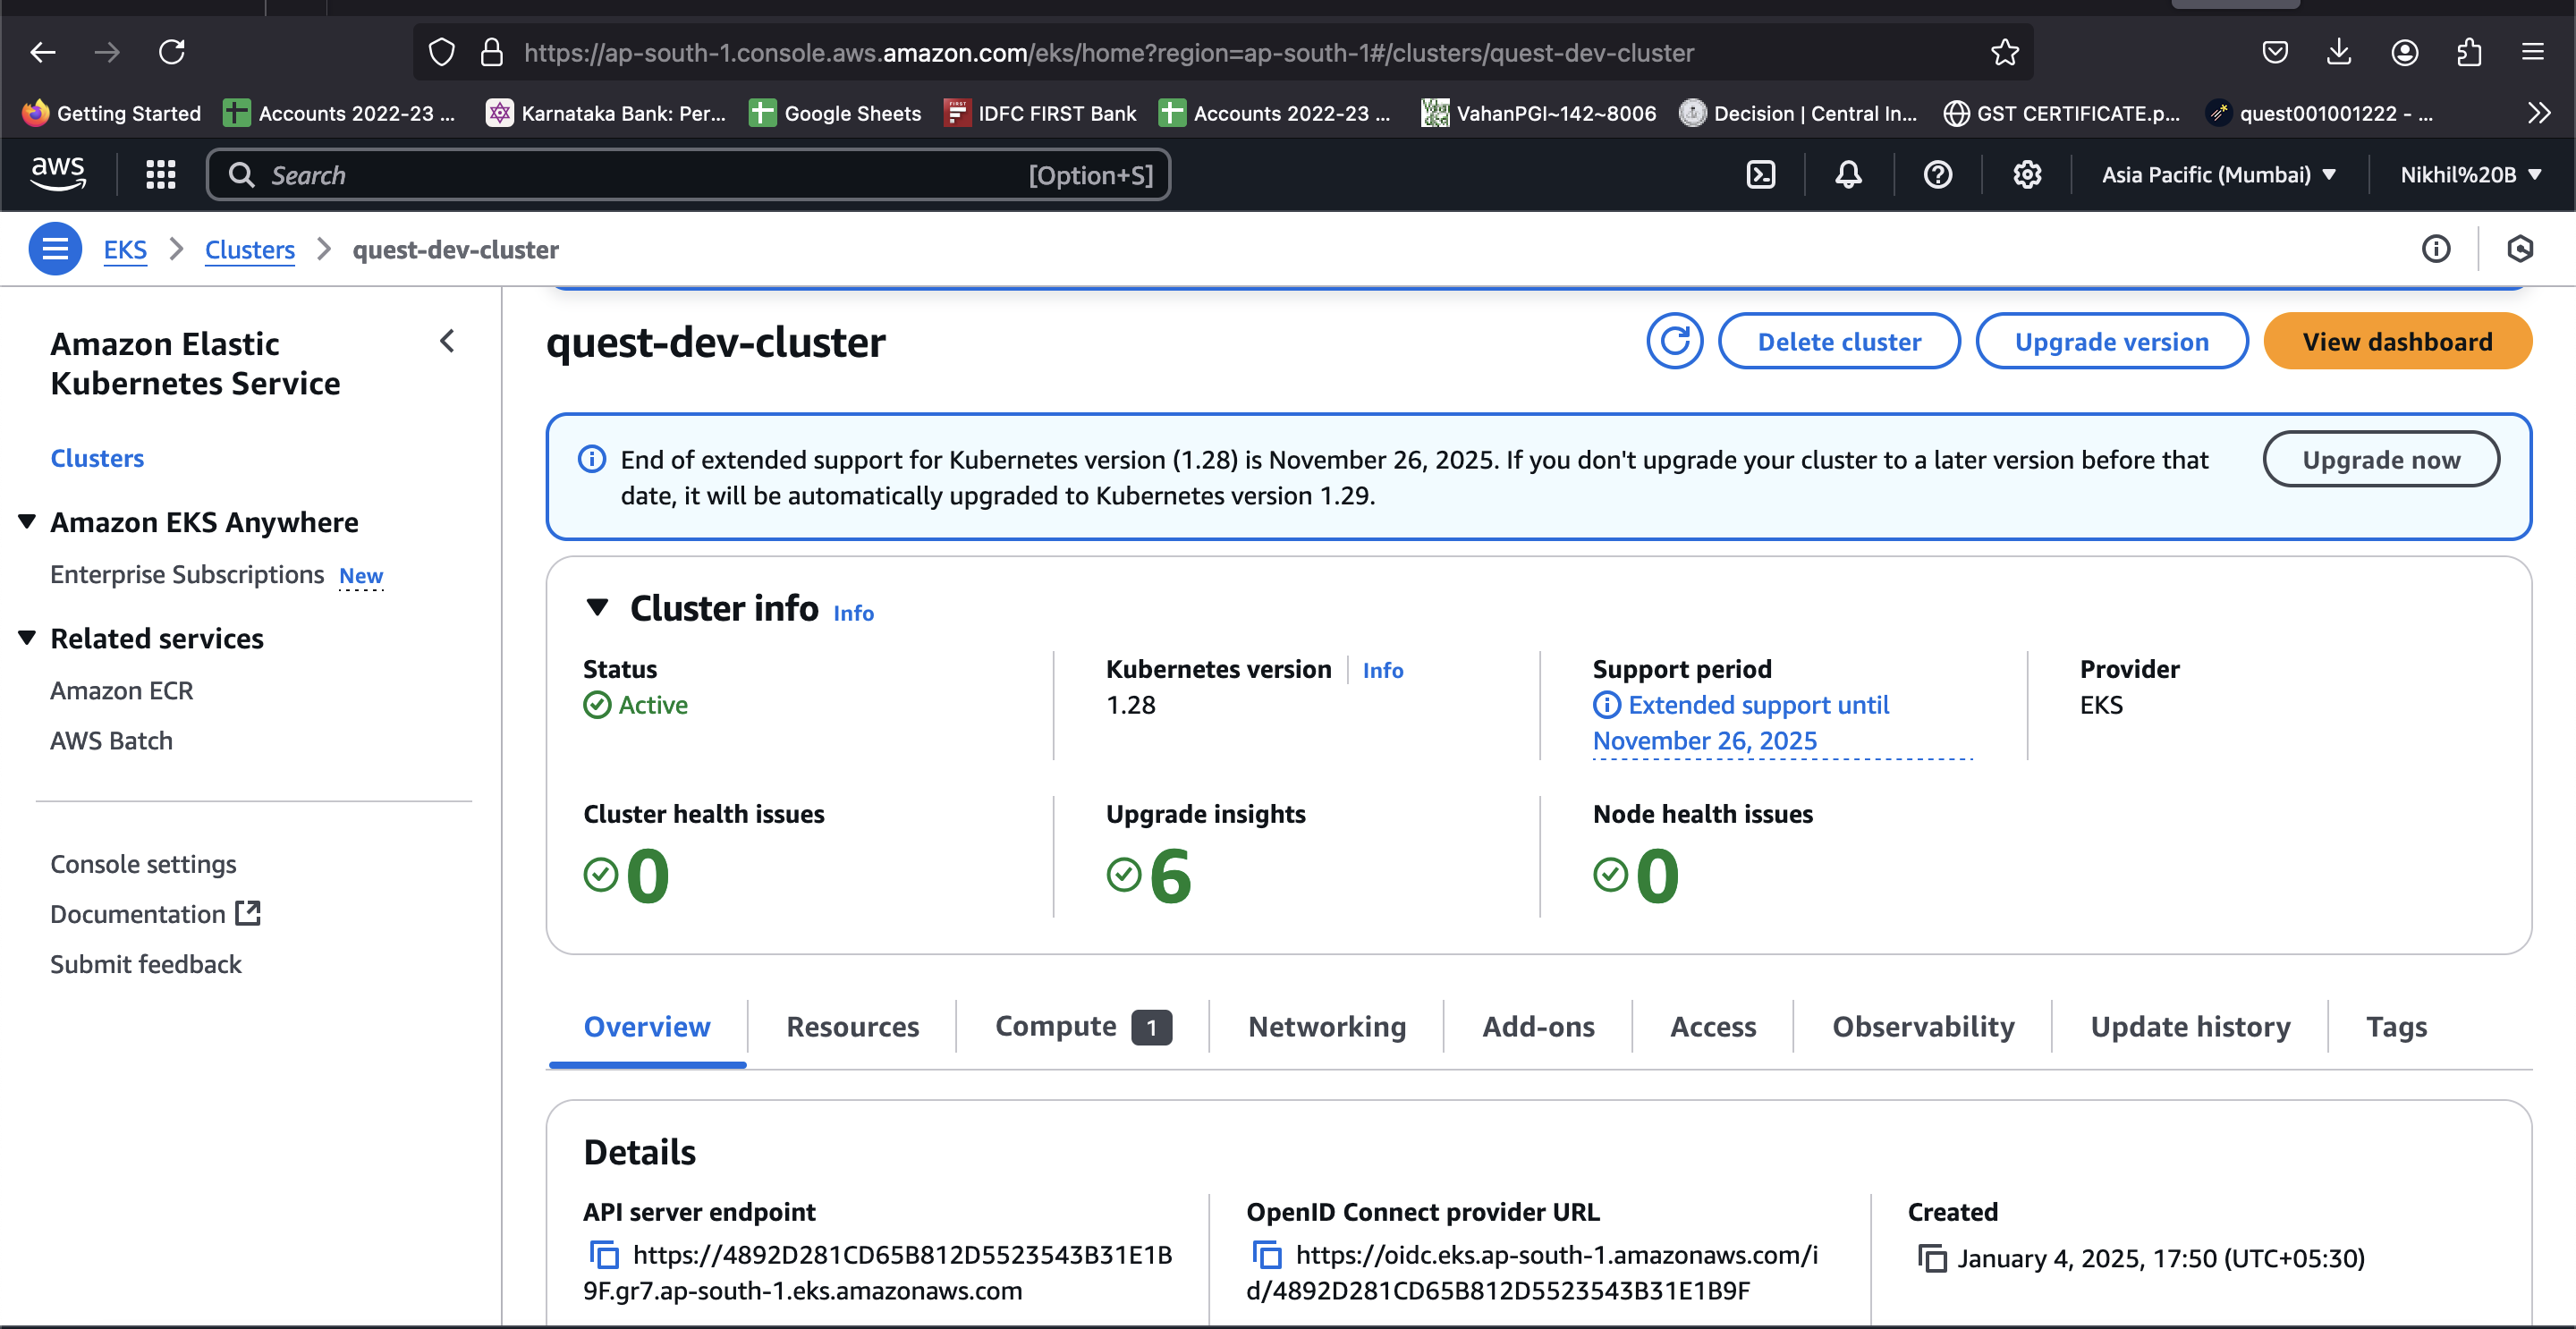 https://ap-south-1.console.aws.amazon.com/eks/home?region=ap-south-1#/clusters/quest-dev-cluster
Getting Started
Accounts 2022-23 ...
Karnataka Bank: Per...
Google Sheets
IDFC FIRST Bank
Accounts 2022-23 ...
VahanPGI~142~8006
Decision | Central In...
GST CERTIFICATE.p...
quest001001222 - ...
aws
Search
[Option+S]
Asia Pacific (Mumbai)
Nikhil%20B
EKS
Clusters
quest-dev-cluster
Amazon Elastic
Kubernetes Service
Clusters
Amazon EKS Anywhere
Enterprise Subscriptions New
Related services
Amazon ECR
AWS Batch
Console settings
Documentation
Submit feedback
quest-dev-cluster
Delete cluster
Upgrade version
View dashboard
End of extended support for Kubernetes version (1.28) is November 26, 2025. If you don't upgrade your cluster to a later version before that
date, it will be automatically upgraded to Kubernetes version 1.29.
Upgrade now
Cluster info Info
Status
Active
Kubernetes version Info
1.28
Support period
Extended support until
November 26, 2025
Provider
EKS
Cluster health issues
0
Upgrade insights
6
Node health issues
0
Overview
Resources
Compute 1
Networking
Add-ons
Access
Observability
Update history
Tags
Details
API server endpoint
https://4892D281CD65B812D5523543B31E1B
9F.gr7.ap-south-1.eks.amazonaws.com
OpenID Connect provider URL
https://oidc.eks.ap-south-1.amazonaws.com/i
d/4892D281CD65B812D5523543B31E1B9F
Created
January 4, 2025, 17:50 (UTC+05:30)